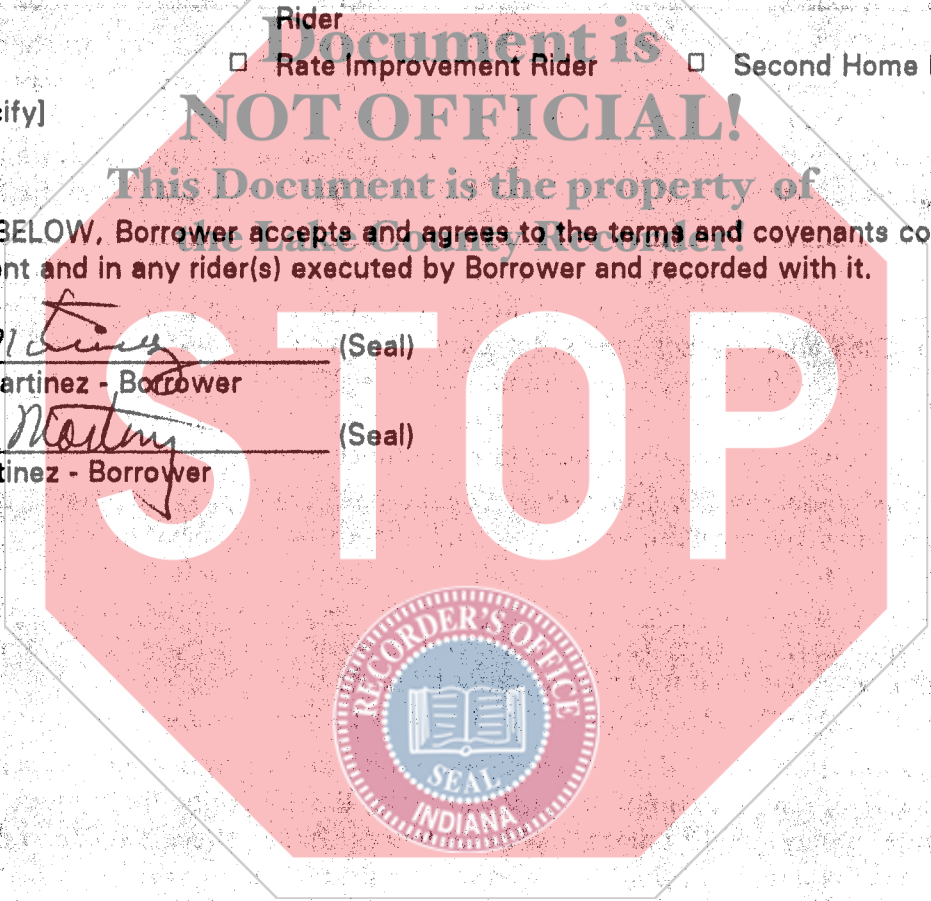 Rider
Document is
□ Rate Improvement Rider □ Second Home
cify]
NOT OFFICIAL!
This Document is the property of
the Lake County Recorder!
BELOW, Borrower accepts and agrees to the terms and covenants co
nt and in any rider(s) executed by Borrower and recorded with it.
STOP
(Seal)
artinez - Borrower
(Seal)
tinez - Borrower
RECORDER'S OFFICE
SEAL
INDIANA